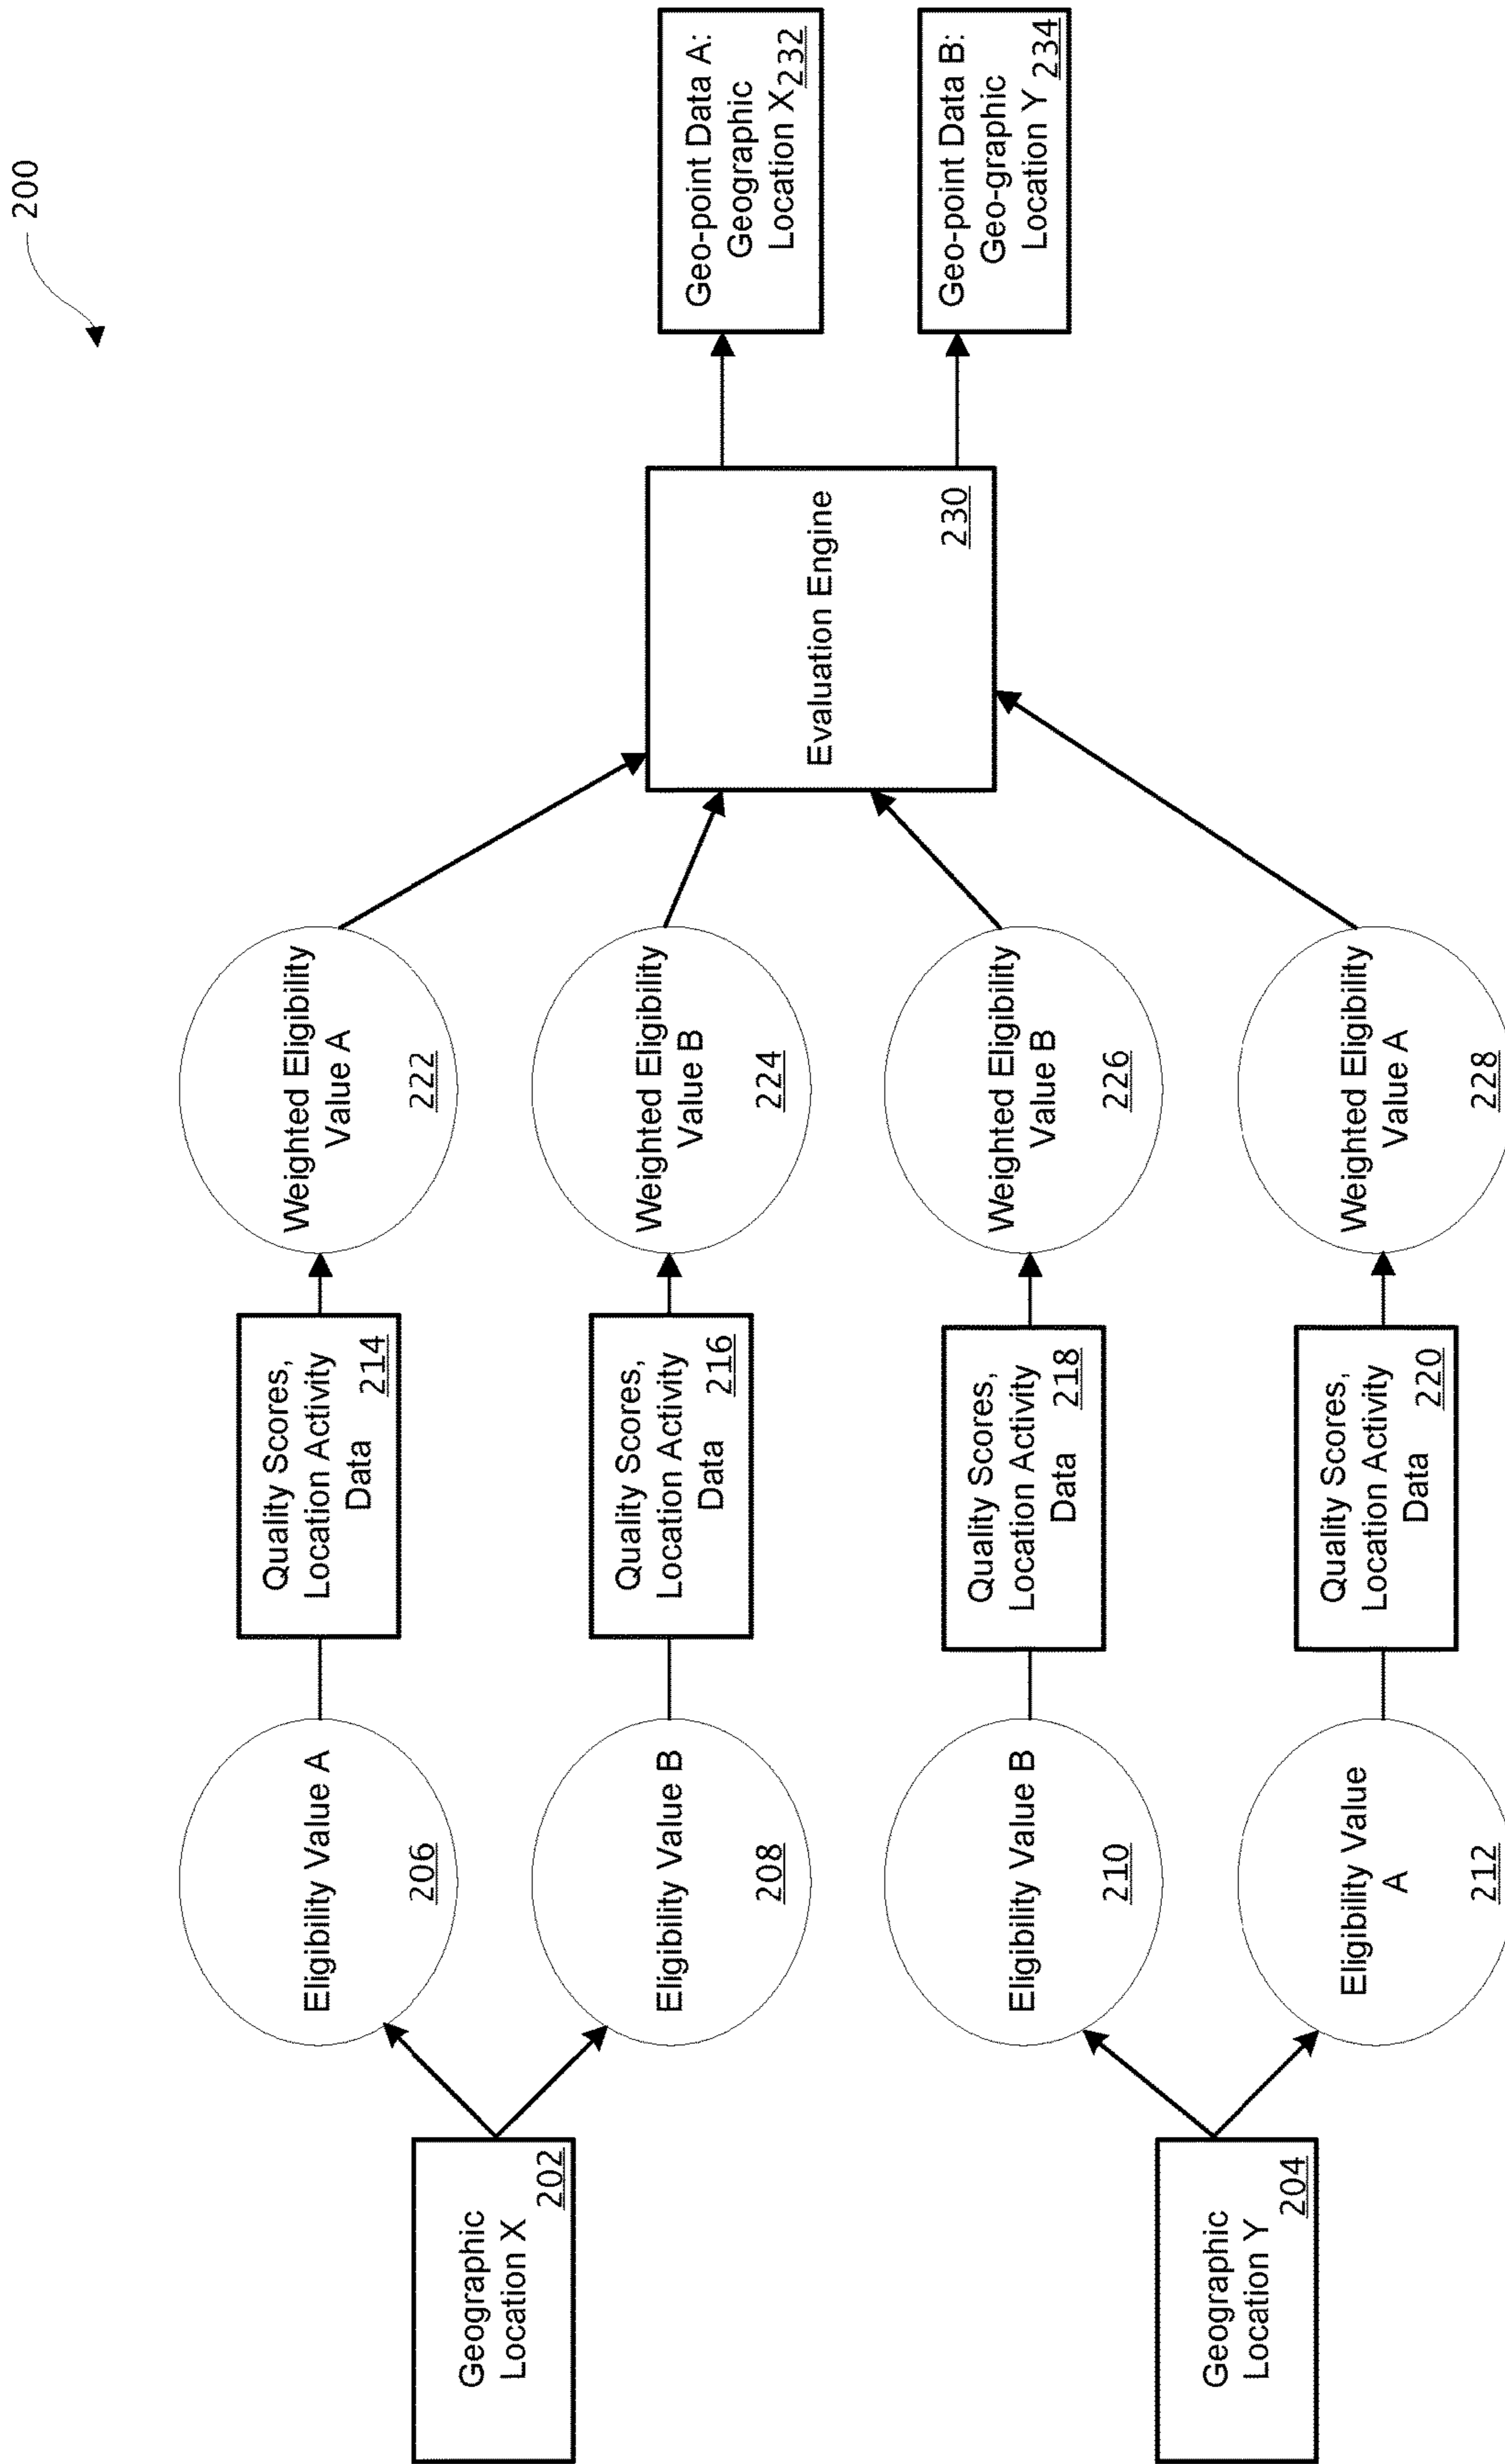 200
Geographic
Location X
202
Geographic
Location Y
204
Eligibility Value A
206
Eligibility Value B
208
Eligibility Value B
210
Eligibility Value
A
212
Quality Scores,
Location Activity
Data
214
Quality Scores,
Location Activity
Data
216
Quality Scores,
Location Activity
Data
218
Quality Scores,
Location Activity
Data
220
Weighted Eligibility
Value A
222
Weighted Eligibility
Value B
224
Weighted Eligibility
Value B
226
Weighted Eligibility
Value A
228
Evaluation Engine
230
Geo-point Data A:
Geographic
Location X
232
Geo-point Data B:
Geo-graphic
Location Y
234